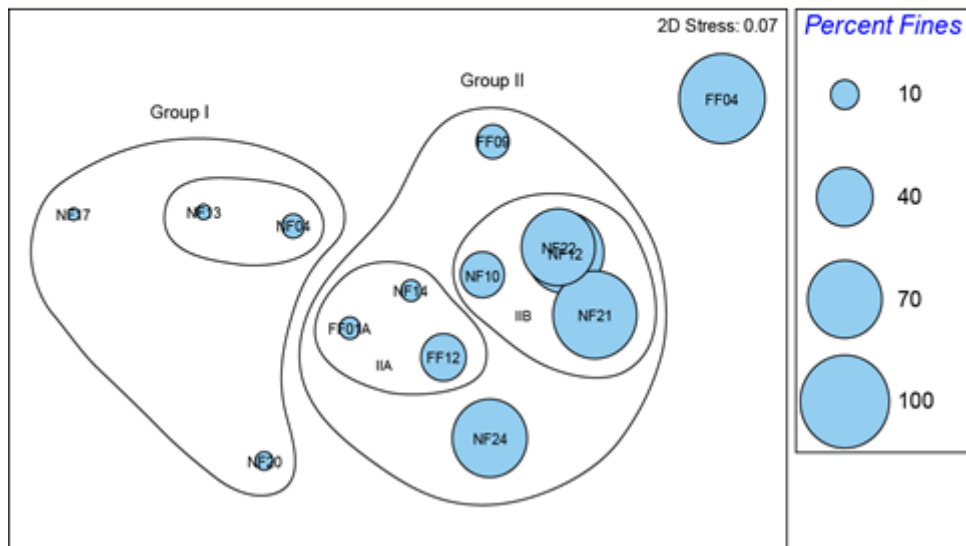 2D Stress: 0.07
Percent Fines
Group I
Group II
FF04
10
FF09
NF17
NF13
NF04
40
NF22
NF12
NF10
NF14
IIB
NF21
70
FF01A
IIA
FF12
100
NF24
NF20